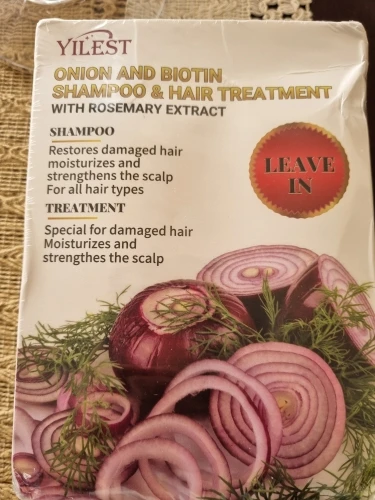 YILEST
ONION AND BIOTIN
SHAMPOO & HAIR TREATMENT
WITH ROSEMARY EXTRACT
SHAMPOO
Restores damaged hair
moisturizes and
strengthens the scalp
For all hair types
LEAVE
IN
TREATMENT
Special for damaged hair
Moisturizes and
strengthes the scalp